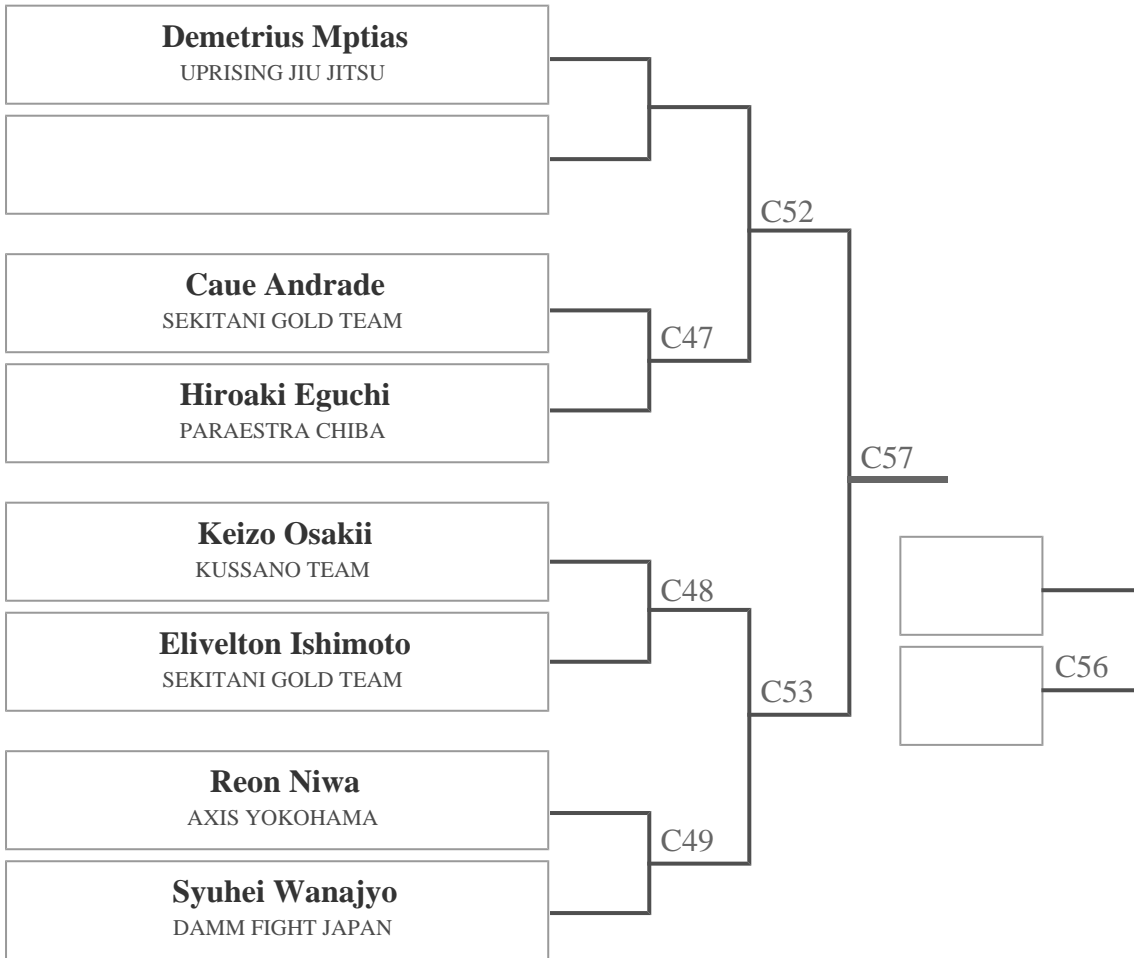 Demetrius Mptias
UPRISING JIU JITSU
C52
Caue Andrade
SEKITANI GOLD TEAM
C47
Hiroaki Eguchi
PARAESTRA CHIBA
C57
Keizo Osakii
KUSSANO TEAM
C48
Elivelton Ishimoto
SEKITANI GOLD TEAM
C56
C53
Reon Niwa
AXIS YOKOHAMA
C49
Syuhei Wanajyo
DAMM FIGHT JAPAN